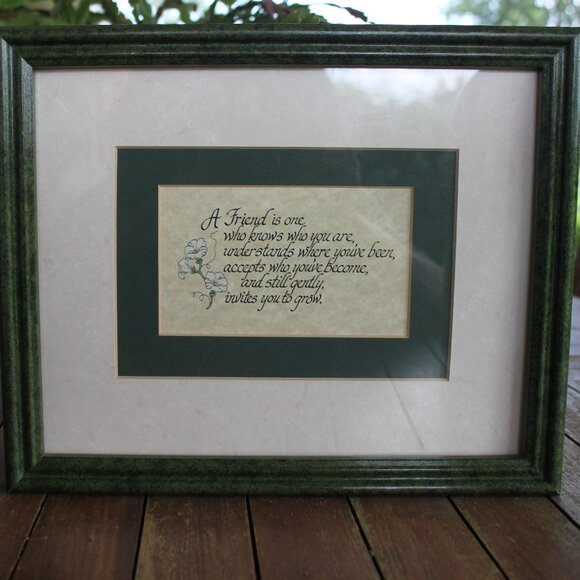 A Friend is one
who knows who you are,
understands where you've been,
accepts who you've become,
and still gently,
invites you to grow.